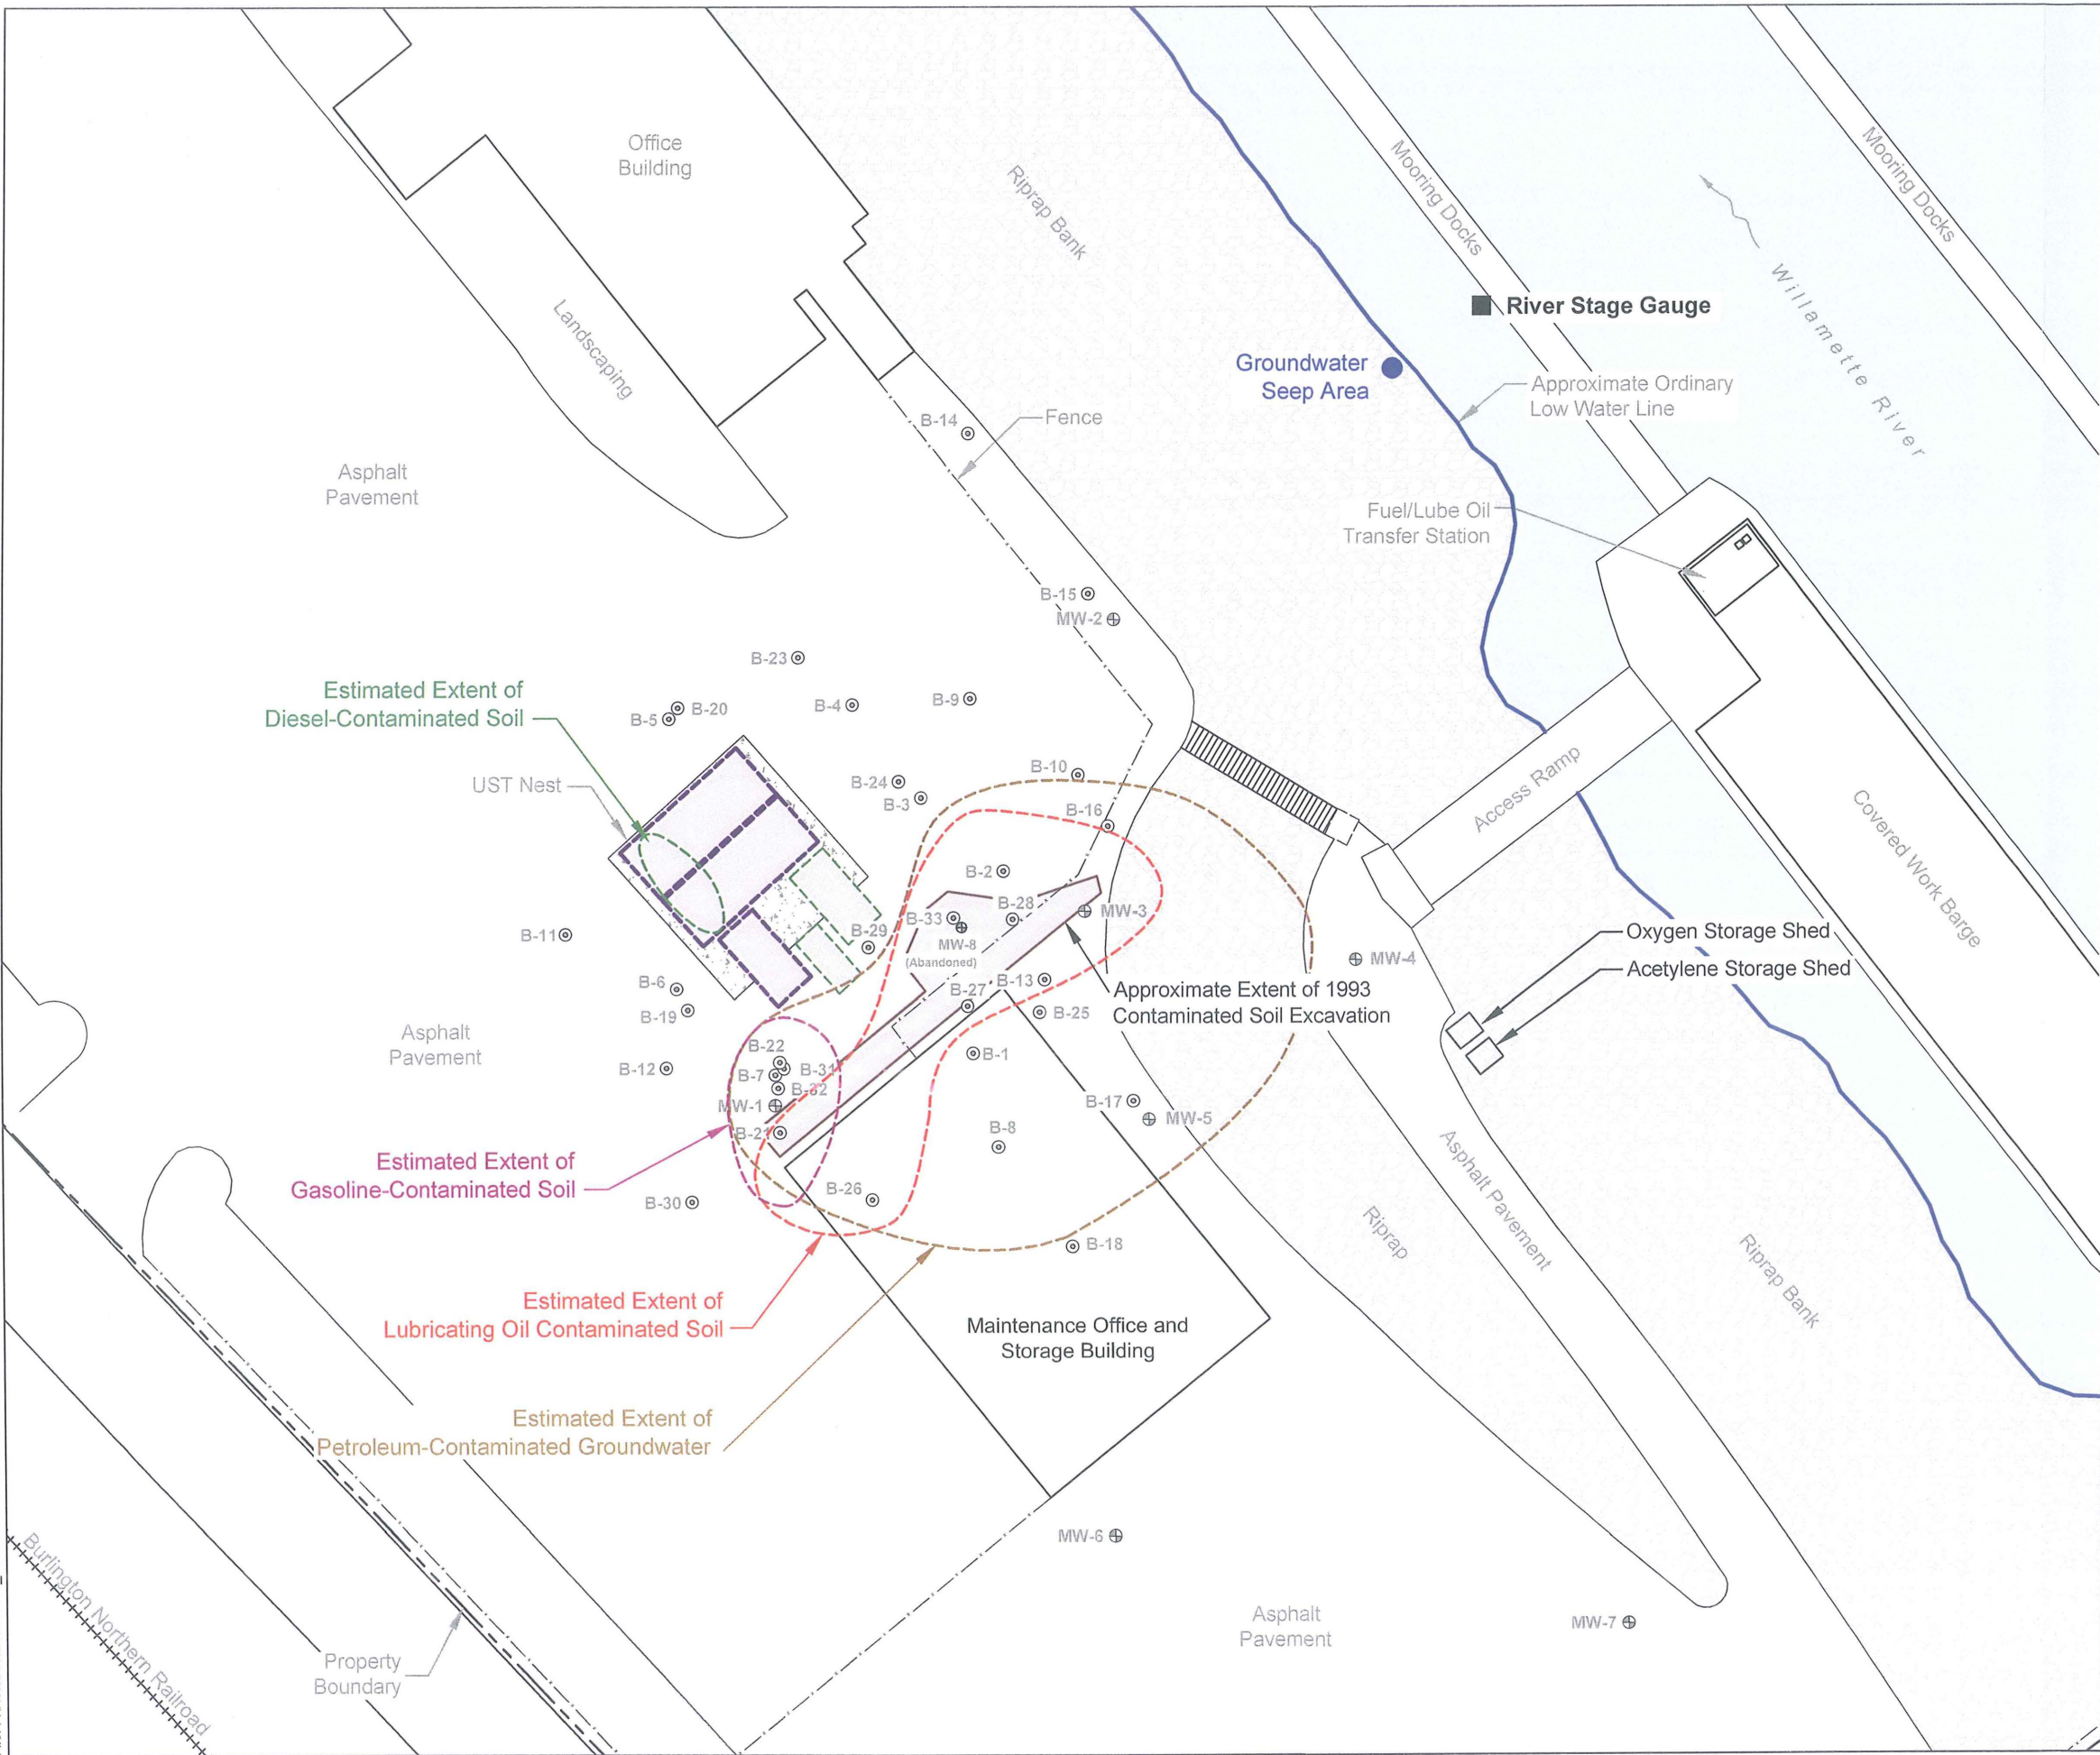 Office
Building
Riprap Bank
Mooring Docks
Mooring Docks
Willamette River
Landscaping
River Stage Gauge
Groundwater
Seep Area
Approximate Ordinary
Low Water Line
B-14
Fence
Asphalt
Pavement
Fuel/Lube Oil
Transfer Station
B-15
MW-2
B-23
Estimated Extent of
Diesel-Contaminated Soil
B-20
B-5
B-4
B-9
UST Nest
B-24
B-3
B-10
B-16
Access Ramp
Covered Work Barge
B-2
B-28
B-33
MW-8
(Abandoned)
MW-3
B-29
B-11
MW-4
Oxygen Storage Shed
Acetylene Storage Shed
B-6
B-19
B-13
B-27
B-25
Approximate Extent of 1993
Contaminated Soil Excavation
Asphalt
Pavement
B-22
B-31
B-7
B-32
B-12
MW-1
B-21
B-1
B-17
MW-5
B-8
Estimated Extent of
Gasoline-Contaminated Soil
B-30
B-26
B-18
Riprap
Asphalt Pavement
Riprap Bank
Estimated Extent of
Lubricating Oil Contaminated Soil
Maintenance Office and
Storage Building
Estimated Extent of
Petroleum-Contaminated Groundwater
MW-6
Burlington Northern Railroad
Property
Boundary
Asphalt
Pavement
MW-7